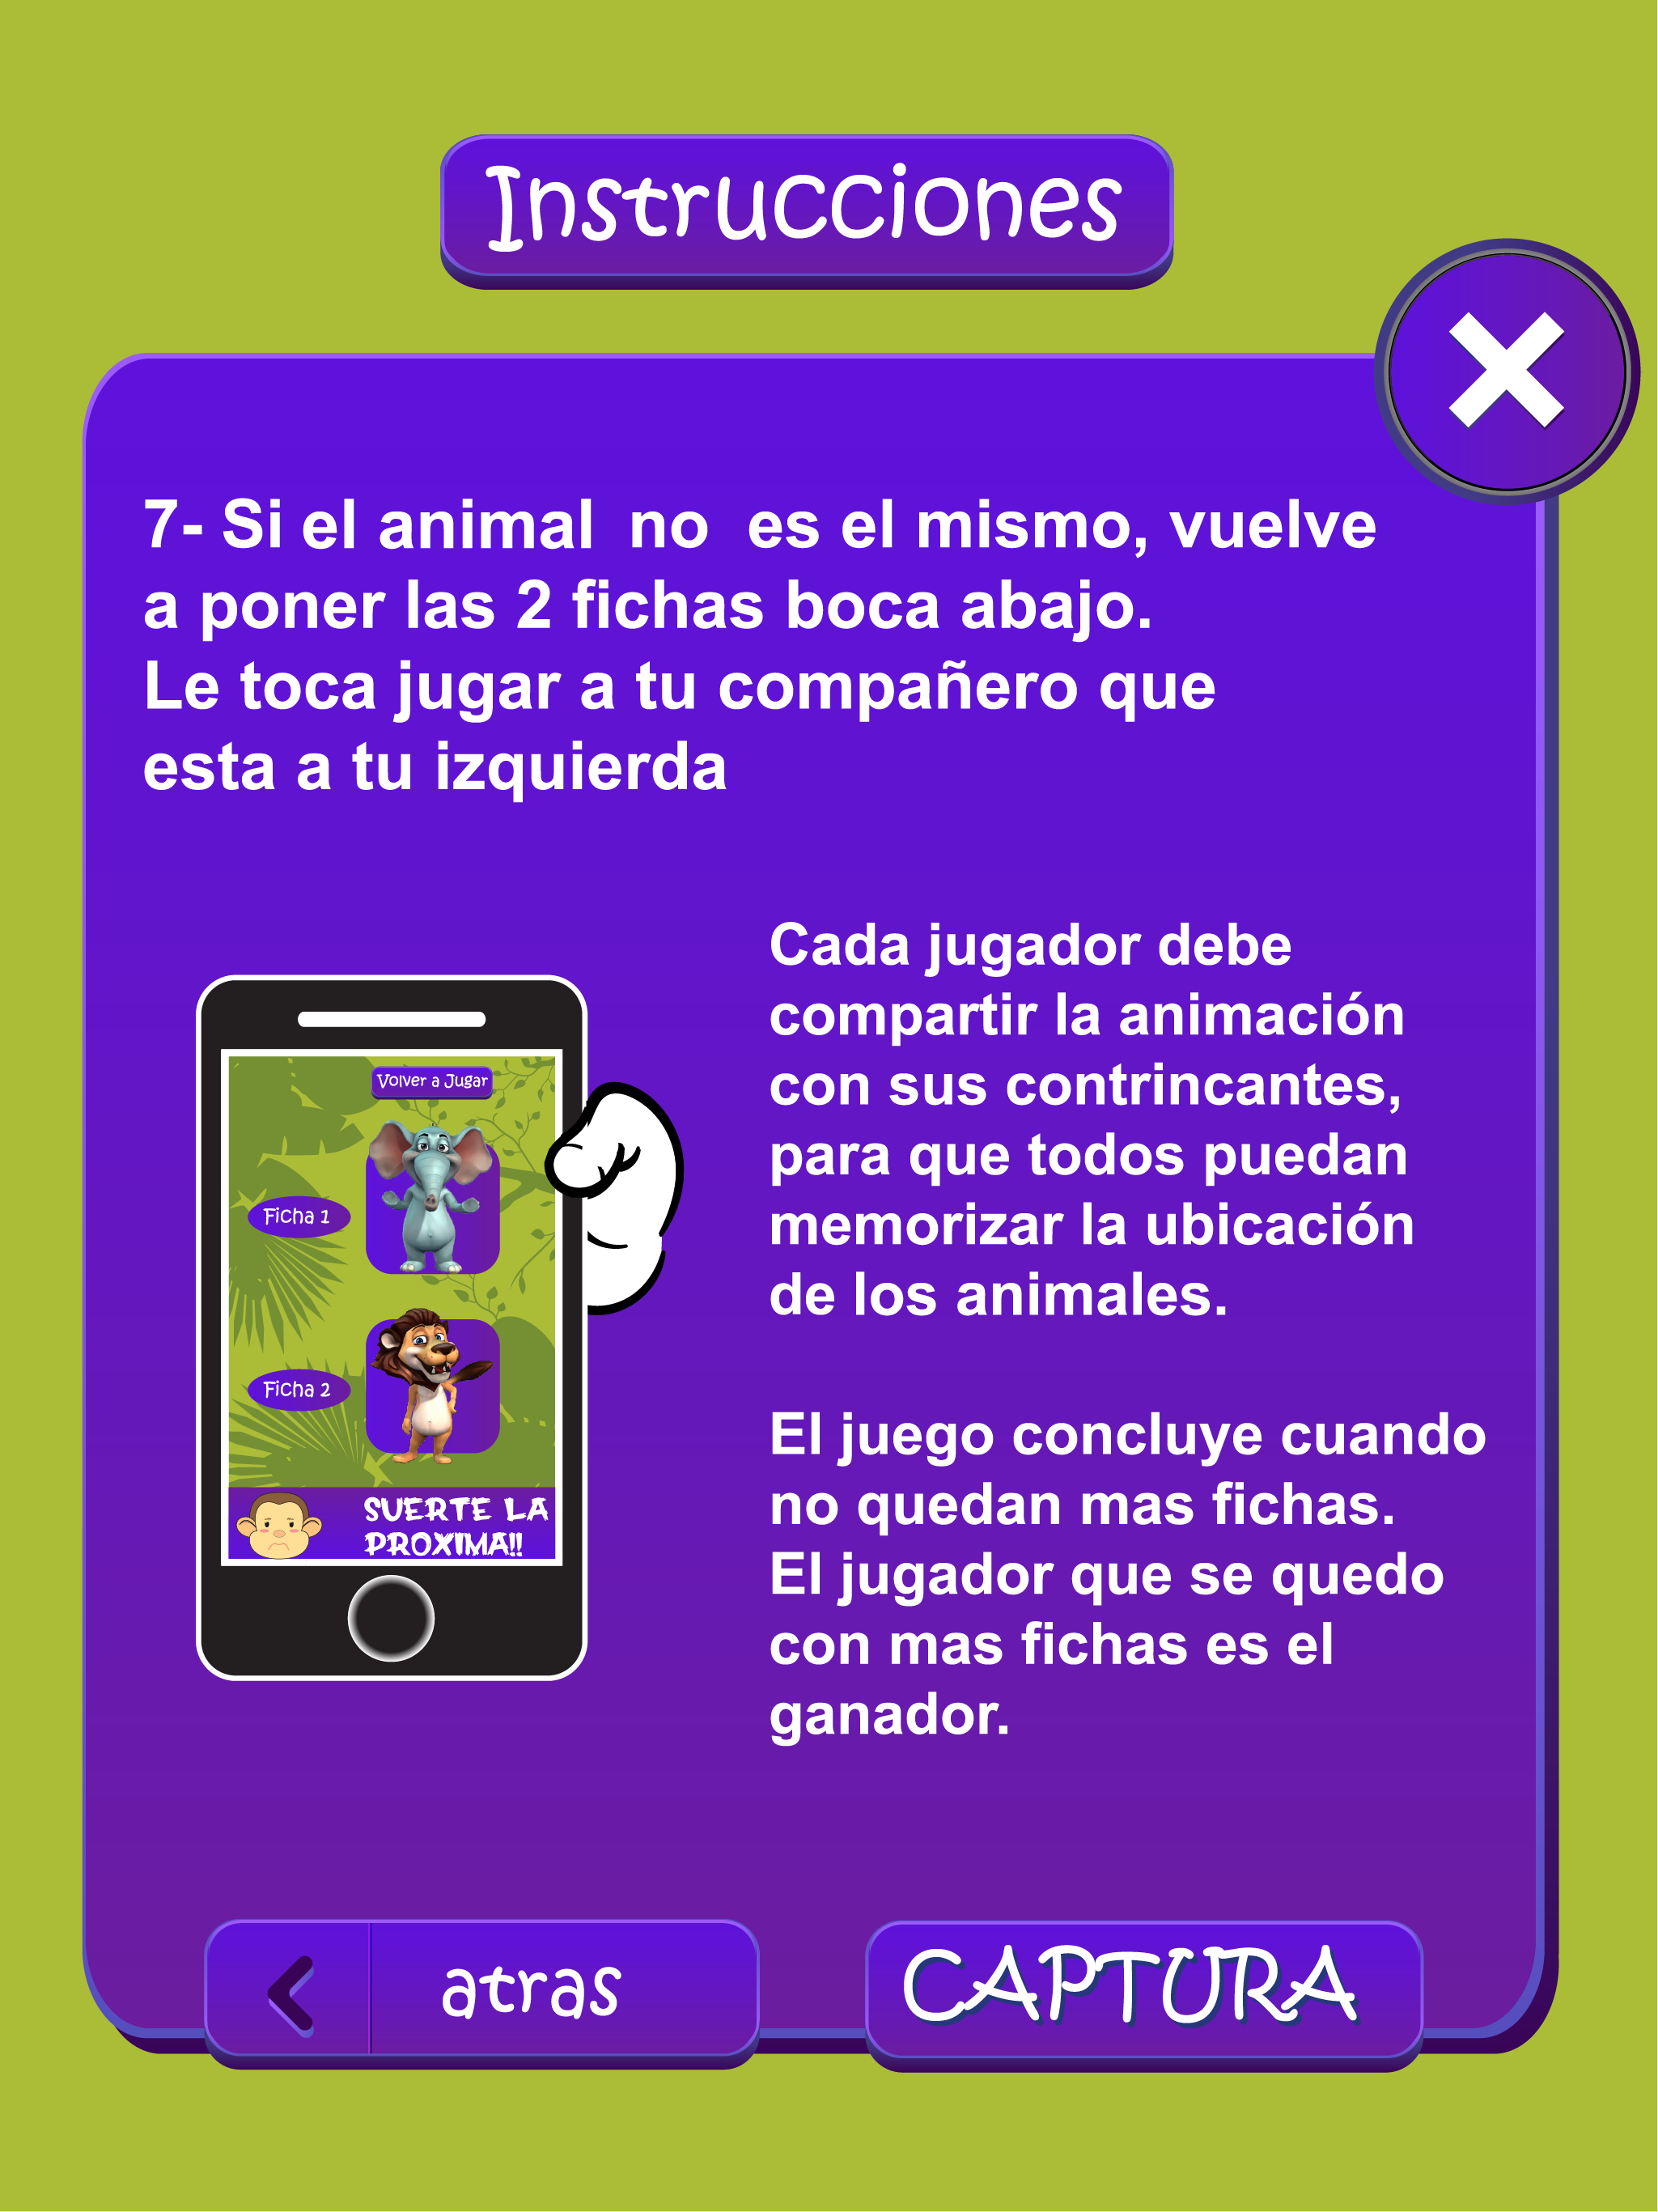 Instrucciones
7- Si el animal no es el mismo, vuelve
a poner las 2 fichas boca abajo.
Le toca jugar a tu compañero que
esta a tu izquierda
Cada jugador debe
compartir la animación
con sus contrincantes,
para que todos puedan
memorizar la ubicación
de los animales.
El juego concluye cuando
no quedan mas fichas.
El jugador que se quedo
con mas fichas es el
ganador.
Volver a Jugar
Ficha 1
Ficha 2
SUERTE LA
PROXIMA!!
atras
CAPTURA